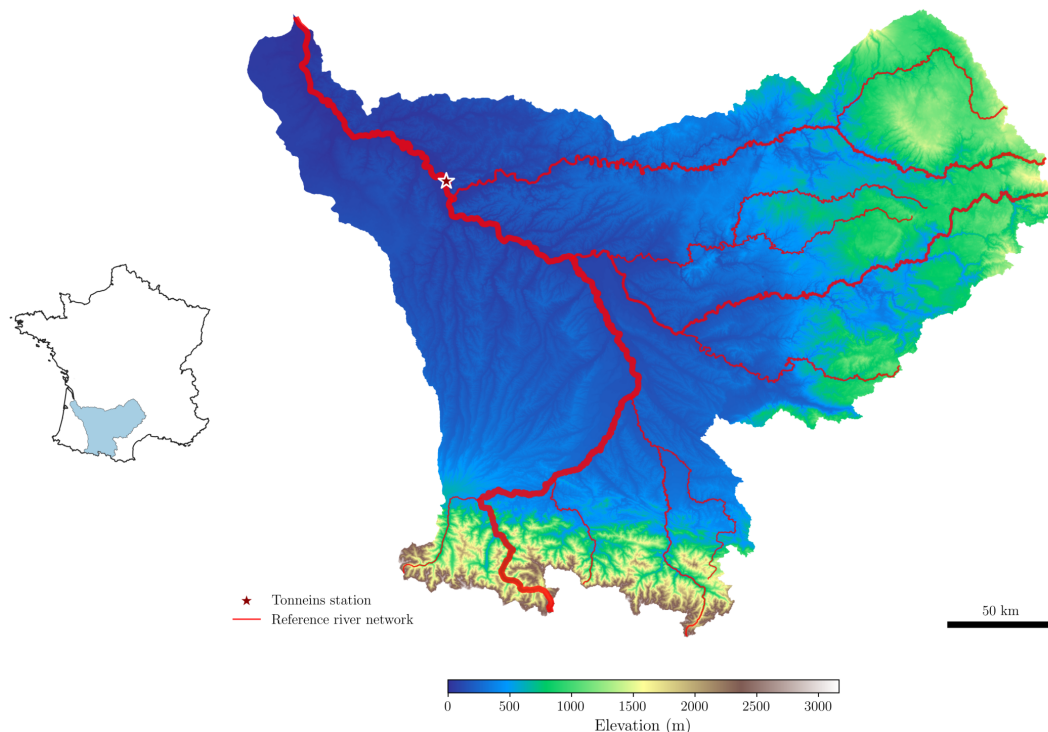 Tonneins station
Reference river network
50 km
0 500 1000 1500 2000 2500 3000
Elevation (m)